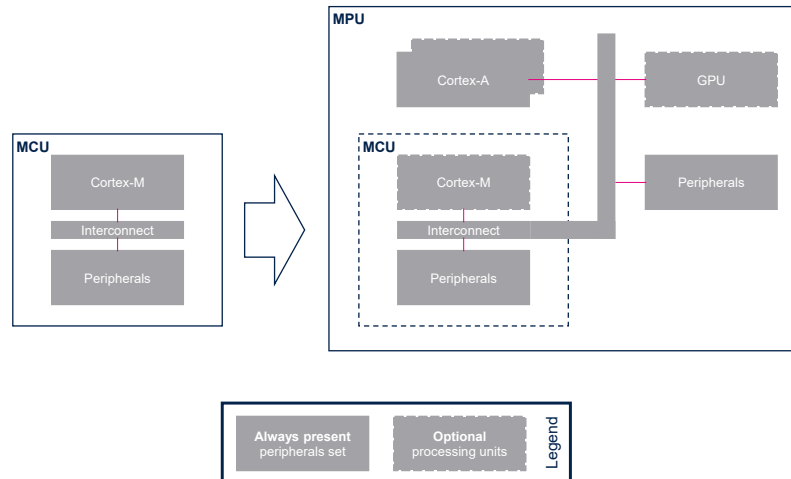 MPU
Cortex-A
GPU
MCU
Cortex-M
Interconnect
Peripherals
MCU
Cortex-M
Interconnect
Peripherals
Peripherals
Always present
peripherals set
Optional
processing units
Legend